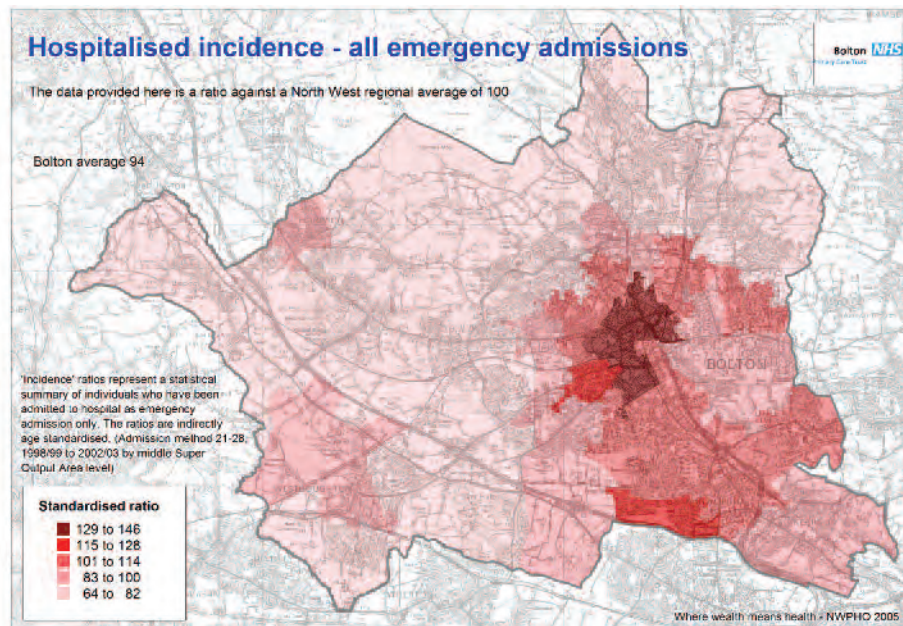 Hospitalised incidence - all emergency admissions
Bolton NHS
Primary Care Trust
The data provided here is a ratio against a North West regional average of 100
Bolton average 94
BOLTON
'Incidence' ratios represent a statistical
summary of individuals who have been
admitted to hospital as emergency
admission only. The ratios are indirectly
age standardised. (Admission method 21-28,
1998/99 to 2002/03 by middle Super
Output Area level)
Standardised ratio
129 to 146
115 to 128
101 to 114
83 to 100
64 to 82
Where wealth means health - NWPHO 2005